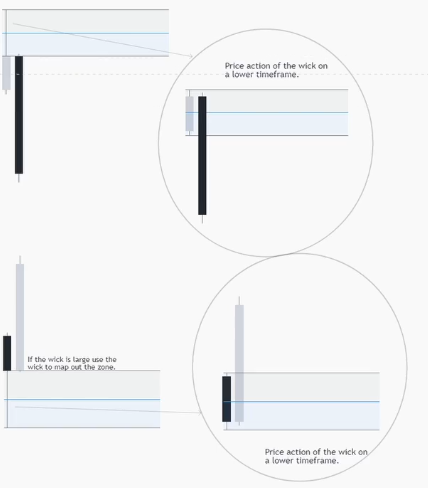 Price action of the wick on
a lower timeframe.
If the wick is large use the
wick to map out the zone.
Price action of the wick on
a lower timeframe.